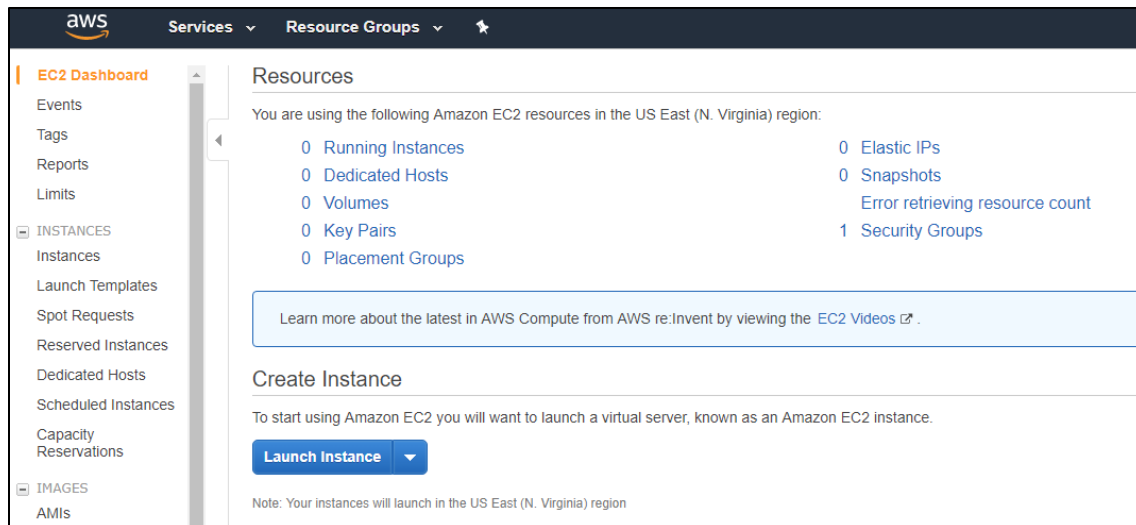 aws
Services
Resource Groups
EC2 Dashboard
Events
Tags
Reports
Limits
INSTANCES
Instances
Launch Templates
Spot Requests
Reserved Instances
Dedicated Hosts
Scheduled Instances
Capacity
Reservations
IMAGES
AMIs
Resources
You are using the following Amazon EC2 resources in the US East (N. Virginia) region:
0 Running Instances
0 Dedicated Hosts
0 Volumes
0 Key Pairs
0 Placement Groups
0 Elastic IPs
0 Snapshots
Error retrieving resource count
1 Security Groups
Learn more about the latest in AWS Compute from AWS re:Invent by viewing the EC2 Videos .
Create Instance
To start using Amazon EC2 you will want to launch a virtual server, known as an Amazon EC2 instance.
Launch Instance
Note: Your instances will launch in the US East (N. Virginia) region